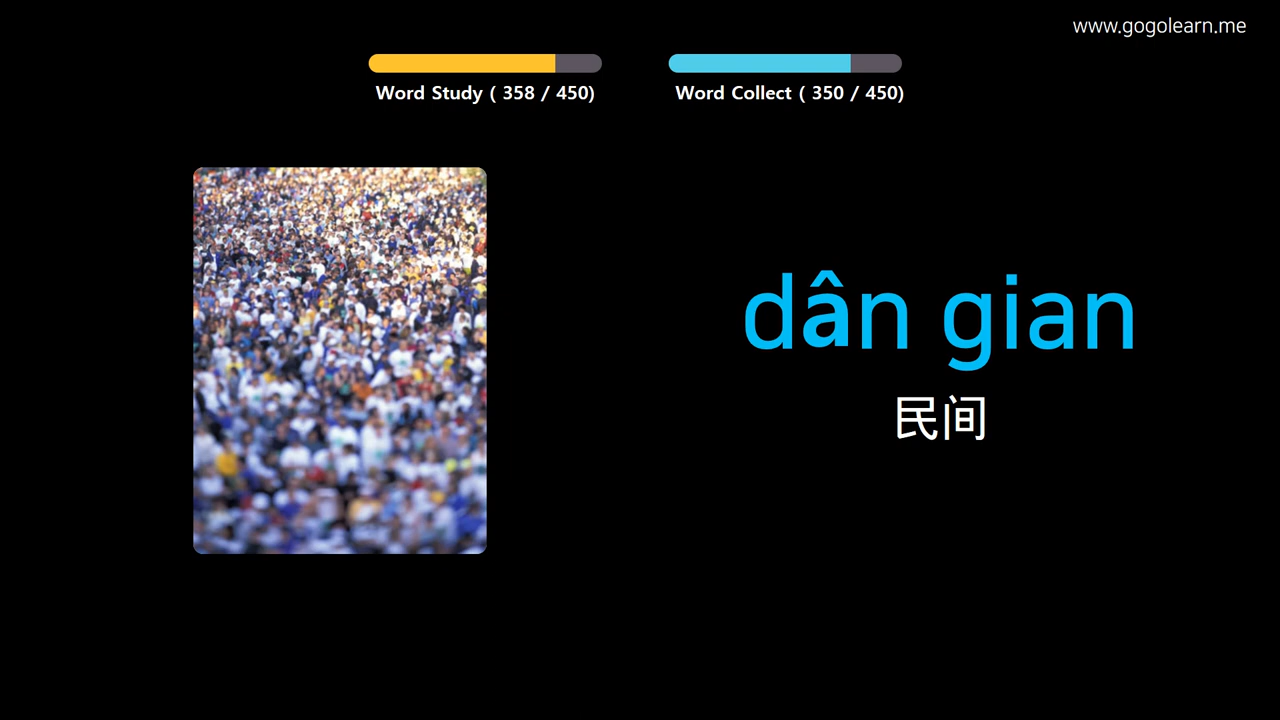 www.gogolearn.me
Word Study ( 358 / 450)
Word Collect ( 350 / 450)
dân gian
民间